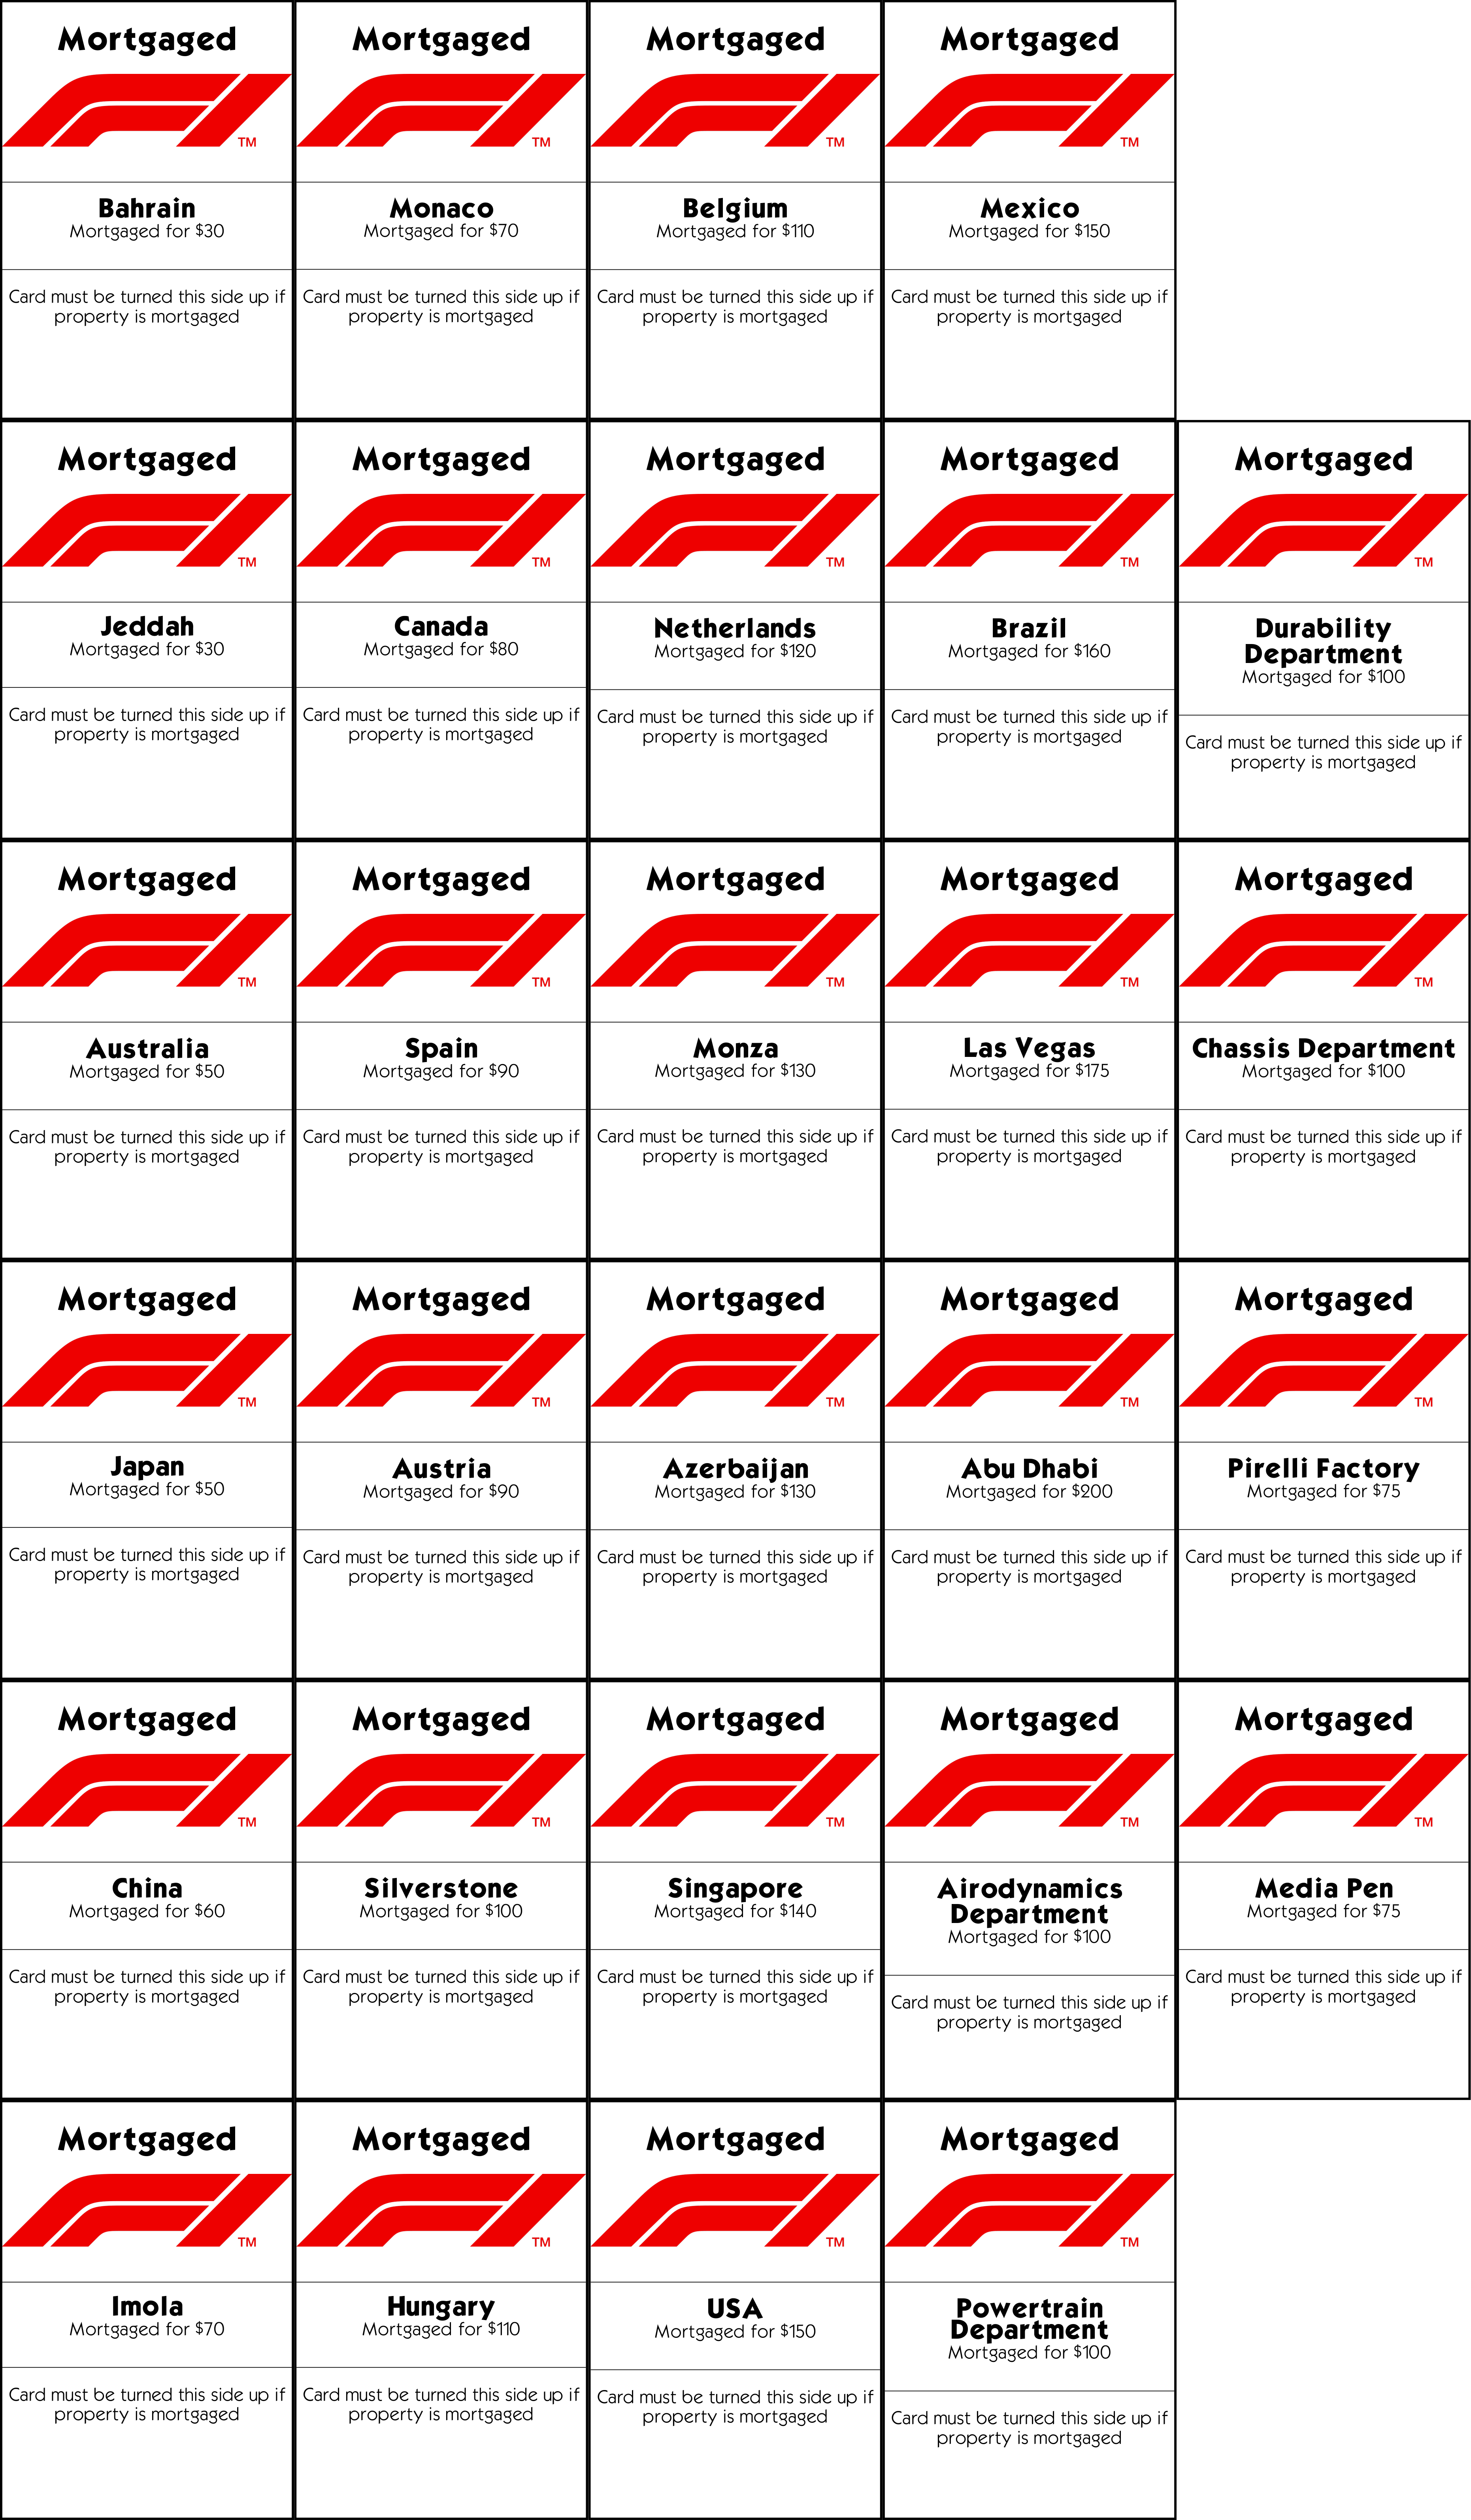 Mortgaged
TM
Bahrain
Mortgaged for $30
Card must be turned this side up if
property is mortgaged
Mortgaged
TM
Monaco
Mortgaged for $70
Card must be turned this side up if
property is mortgaged
Mortgaged
TM
Belgium
Mortgaged for $110
Card must be turned this side up if
property is mortgaged
Mortgaged
TM
Mexico
Mortgaged for $150
Card must be turned this side up if
property is mortgaged
Mortgaged
TM
Jeddah
Mortgaged for $30
Card must be turned this side up if
property is mortgaged
Mortgaged
TM
Canada
Mortgaged for $80
Card must be turned this side up if
property is mortgaged
Mortgaged
TM
Netherlands
Mortgaged for $120
Card must be turned this side up if
property is mortgaged
Mortgaged
TM
Brazil
Mortgaged for $160
Card must be turned this side up if
property is mortgaged
Mortgaged
TM
Durability
Department
Mortgaged for $100
Card must be turned this side up if
property is mortgaged
Mortgaged
TM
Australia
Mortgaged for $50
Card must be turned this side up if
property is mortgaged
Mortgaged
TM
Spain
Mortgaged for $90
Card must be turned this side up if
property is mortgaged
Mortgaged
TM
Monza
Mortgaged for $130
Card must be turned this side up if
property is mortgaged
Mortgaged
TM
Las Vegas
Mortgaged for $175
Card must be turned this side up if
property is mortgaged
Mortgaged
TM
Chassis Department
Mortgaged for $100
Card must be turned this side up if
property is mortgaged
Mortgaged
TM
Japan
Mortgaged for $50
Card must be turned this side up if
property is mortgaged
Mortgaged
TM
Austria
Mortgaged for $90
Card must be turned this side up if
property is mortgaged
Mortgaged
TM
Azerbaijan
Mortgaged for $130
Card must be turned this side up if
property is mortgaged
Mortgaged
TM
Abu Dhabi
Mortgaged for $200
Card must be turned this side up if
property is mortgaged
Mortgaged
TM
Pirelli Factory
Mortgaged for $75
Card must be turned this side up if
property is mortgaged
Mortgaged
TM
China
Mortgaged for $60
Card must be turned this side up if
property is mortgaged
Mortgaged
TM
Silverstone
Mortgaged for $100
Card must be turned this side up if
property is mortgaged
Mortgaged
TM
Singapore
Mortgaged for $140
Card must be turned this side up if
property is mortgaged
Mortgaged
TM
Airodynamics
Department
Mortgaged for $100
Card must be turned this side up if
property is mortgaged
Mortgaged
TM
Media Pen
Mortgaged for $75
Card must be turned this side up if
property is mortgaged
Mortgaged
TM
Imola
Mortgaged for $70
Card must be turned this side up if
property is mortgaged
Mortgaged
TM
Hungary
Mortgaged for $110
Card must be turned this side up if
property is mortgaged
Mortgaged
TM
USA
Mortgaged for $150
Card must be turned this side up if
property is mortgaged
Mortgaged
TM
Powertrain
Department
Mortgaged for $100
Card must be turned this side up if
property is mortgaged